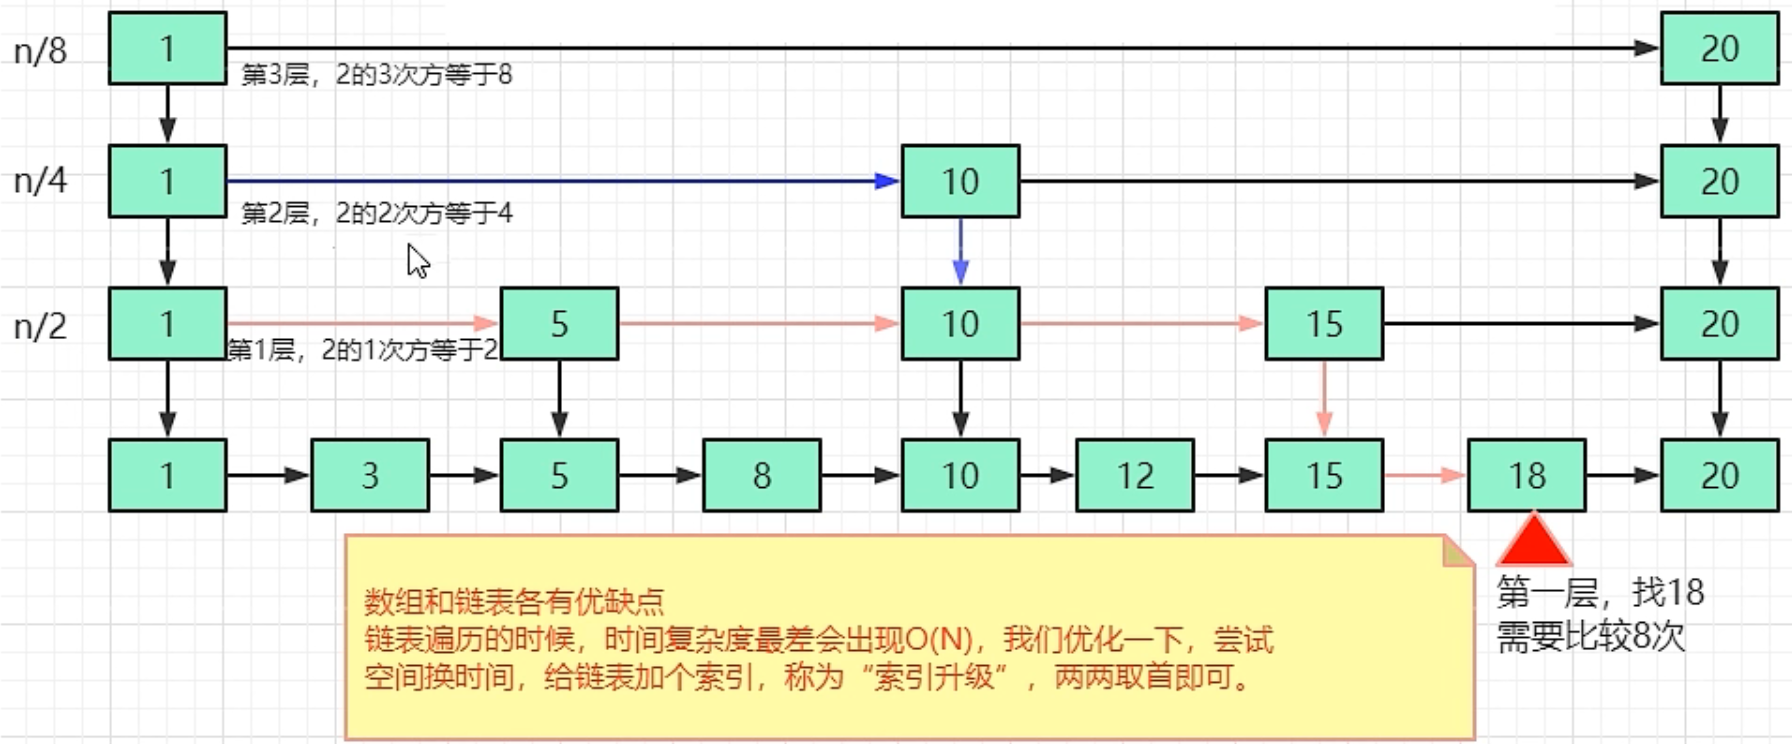 n/8 1 20
第3层，2的3次方等于8
n/4 1 10 20
第2层，2的2次方等于4
n/2 1 5 10 15 20
第1层，2的1次方等于2
1 3 5 8 10 12 15 18 20
数组和链表各有优缺点
链表遍历的时候，时间复杂度最差会出现O(N)，我们优化一下，尝试
空间换时间，给链表加个索引，称为“索引升级”，两两取首即可。
第一层，找18
需要比较8次